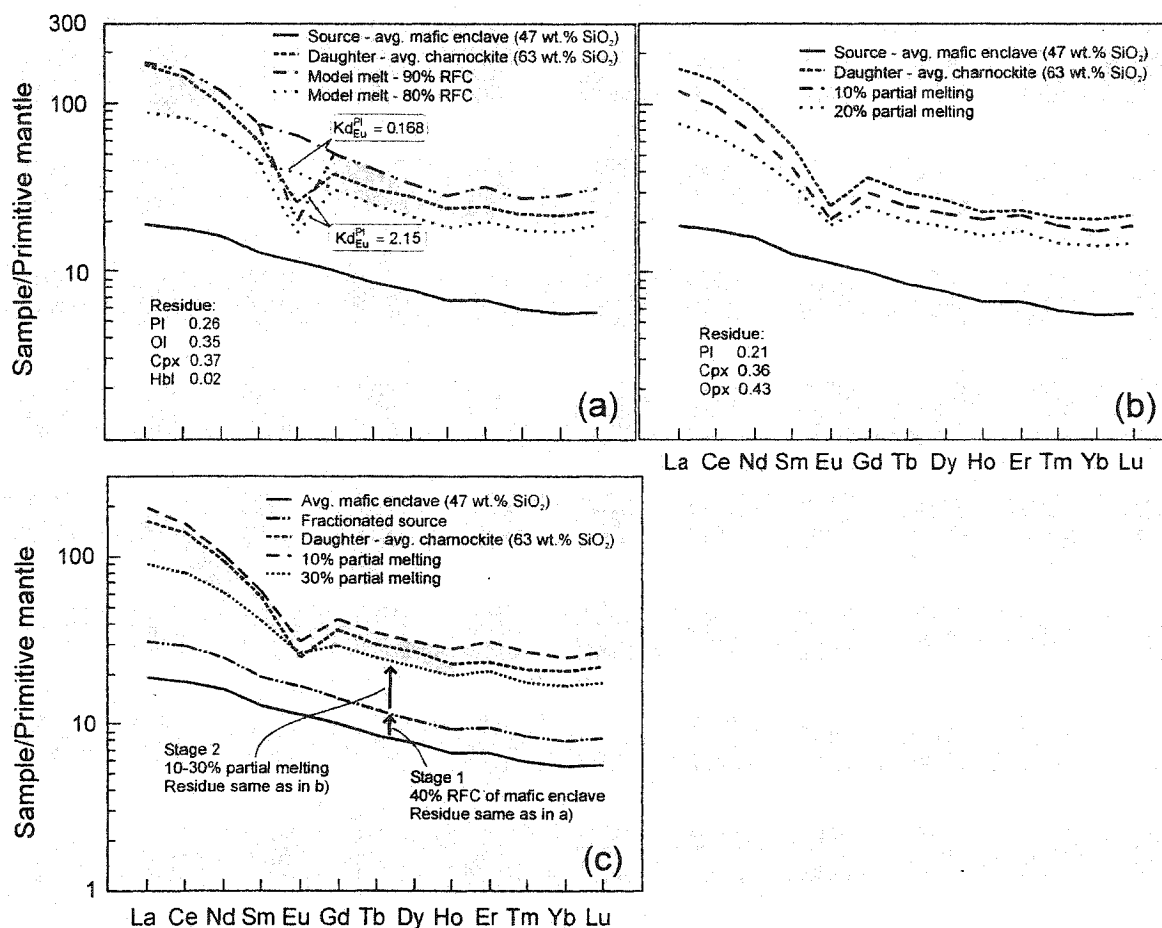 300
100
10
Sample/Primitive mantle
Source - avg. mafic enclave (47 wt.% SiO₂)
Daughter - avg. charnockite (63 wt.% SiO₂)
Model melt - 90% RFC
Model melt - 80% RFC
Kd Pl Eu = 0.168
Kd Pl Eu = 2.15
Residue:
Pl 0.26
Ol 0.35
Cpx 0.37
Hbl 0.02
(a)
Source - avg. mafic enclave (47 wt.% SiO₂)
Daughter - avg. charnockite (63 wt.% SiO₂)
10% partial melting
20% partial melting
Residue:
Pl 0.21
Cpx 0.36
Opx 0.43
(b)
La Ce Nd Sm Eu Gd Tb Dy Ho Er Tm Yb Lu
100
10
1
Sample/Primitive mantle
Avg. mafic enclave (47 wt.% SiO₂)
Fractionated source
Daughter - avg. charnockite (63 wt.% SiO₂)
10% partial melting
30% partial melting
Stage 2
10-30% partial melting
Residue same as in b)
Stage 1
40% RFC of mafic enclave
Residue same as in a)
(c)
La Ce Nd Sm Eu Gd Tb Dy Ho Er Tm Yb Lu